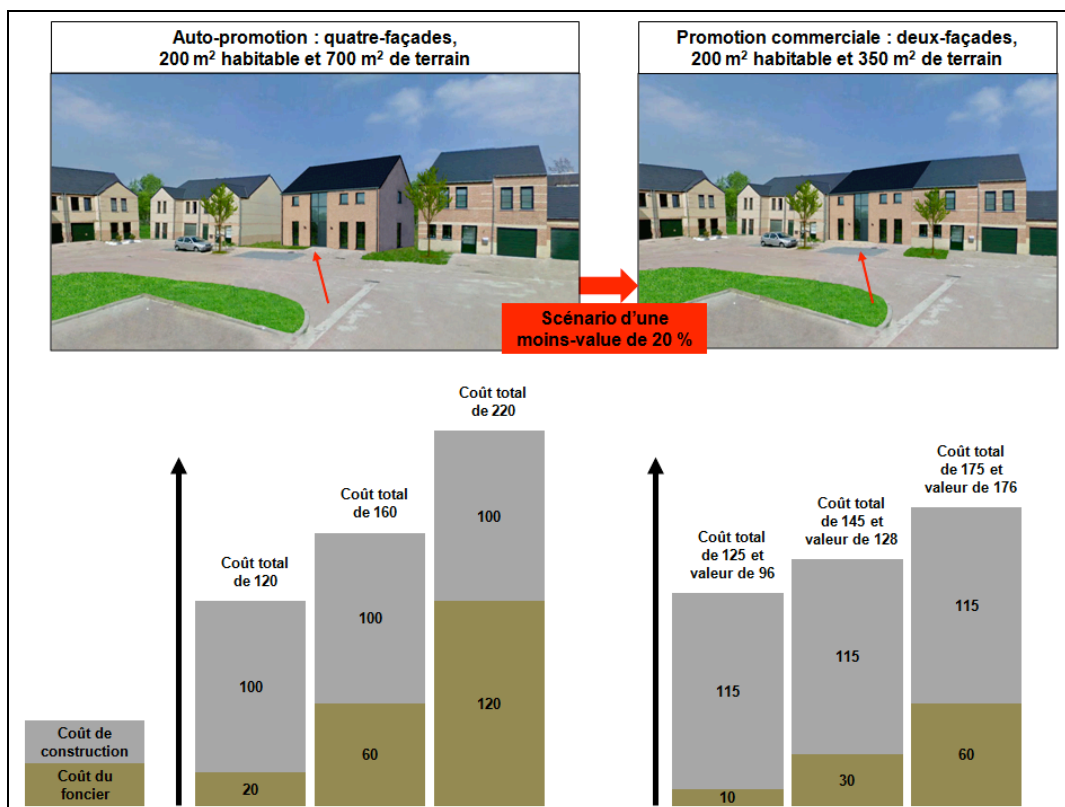 Auto-promotion : quatre-façades,
200 m² habitable et 700 m² de terrain
Promotion commerciale : deux-façades,
200 m² habitable et 350 m² de terrain
Scénario d’une
moins-value de 20 %
Coût total
de 120
Coût total
de 160
Coût total
de 220
100
20
100
60
100
120
Coût total
de 125 et
valeur de 96
Coût total
de 145 et
valeur de 128
Coût total
de 175 et
valeur de 176
115
10
115
30
115
60
Coût de
construction
Coût du
foncier